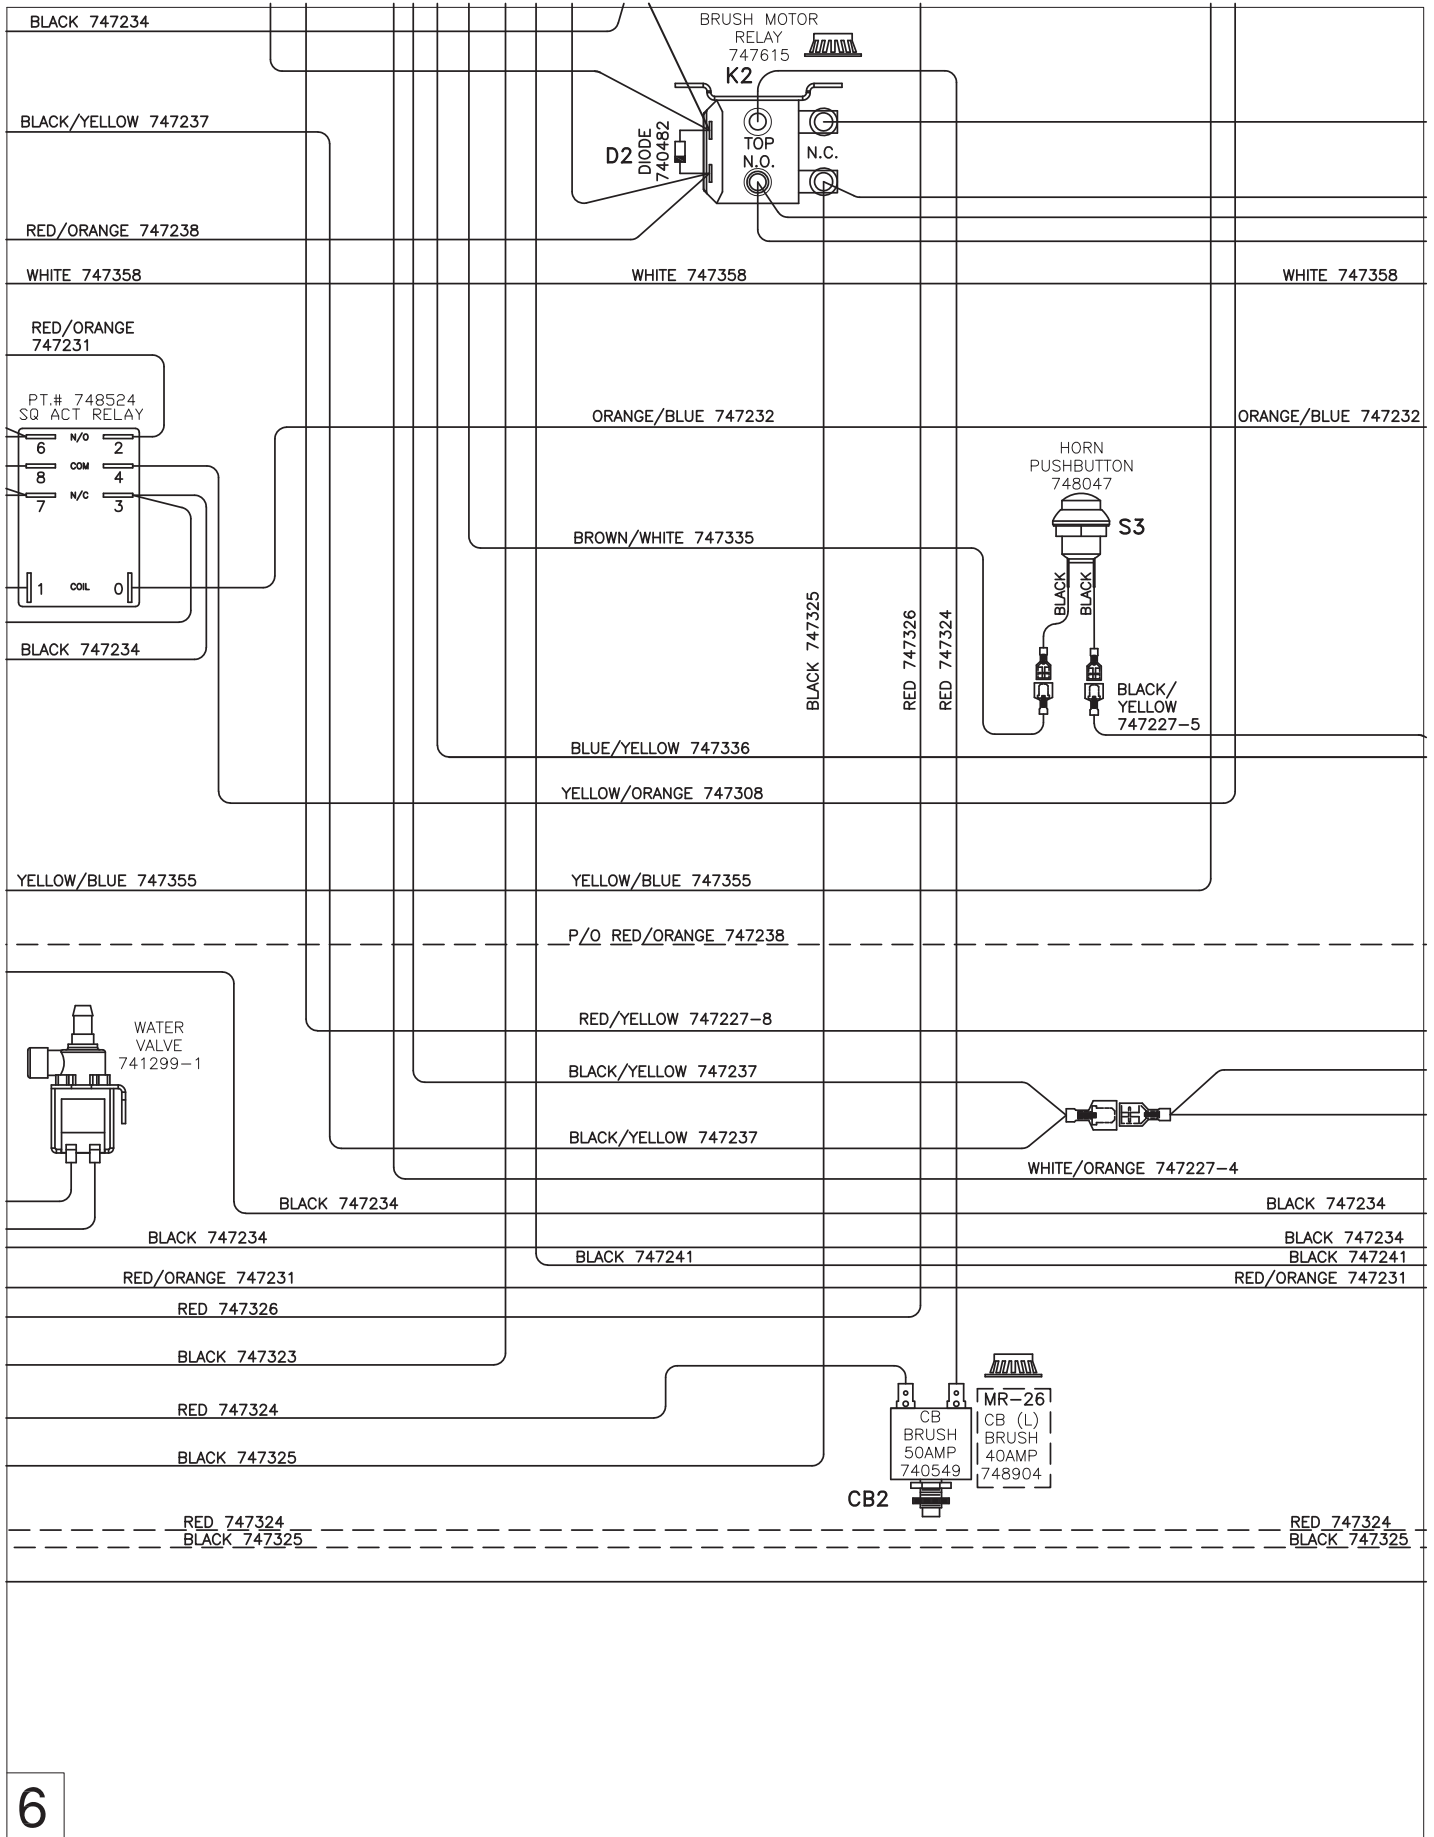 BLACK 747234
BRUSH MOTOR
RELAY
747615
K2
BLACK/YELLOW 747237
D2
DIODE
740482
TOP
N.O.
N.C.
RED/ORANGE 747238
WHITE 747358
WHITE 747358
WHITE 747358
RED/ORANGE
747231
PT.# 748524
SQ ACT RELAY
6 N/O 2
8 COM 4
7 N/C 3
1 COIL 0
ORANGE/BLUE 747232
ORANGE/BLUE 747232
HORN
PUSHBUTTON
748047
S3
BROWN/WHITE 747335
BLACK
BLACK
BLACK 747325
RED 747326
RED 747324
BLACK 747234
BLACK/
YELLOW
747227-5
BLUE/YELLOW 747336
YELLOW/ORANGE 747308
YELLOW/BLUE 747355
YELLOW/BLUE 747355
P/O RED/ORANGE 747238
WATER
VALVE
741299-1
RED/YELLOW 747227-8
BLACK/YELLOW 747237
BLACK/YELLOW 747237
WHITE/ORANGE 747227-4
BLACK 747234
BLACK 747234
BLACK 747234
BLACK 747234
BLACK 747241
BLACK 747241
RED/ORANGE 747231
RED/ORANGE 747231
RED 747326
BLACK 747323
RED 747324
BLACK 747325
CB
BRUSH
50AMP
740549
CB2
MR-26
CB (L)
BRUSH
40AMP
748904
RED 747324
RED 747324
BLACK 747325
BLACK 747325
6